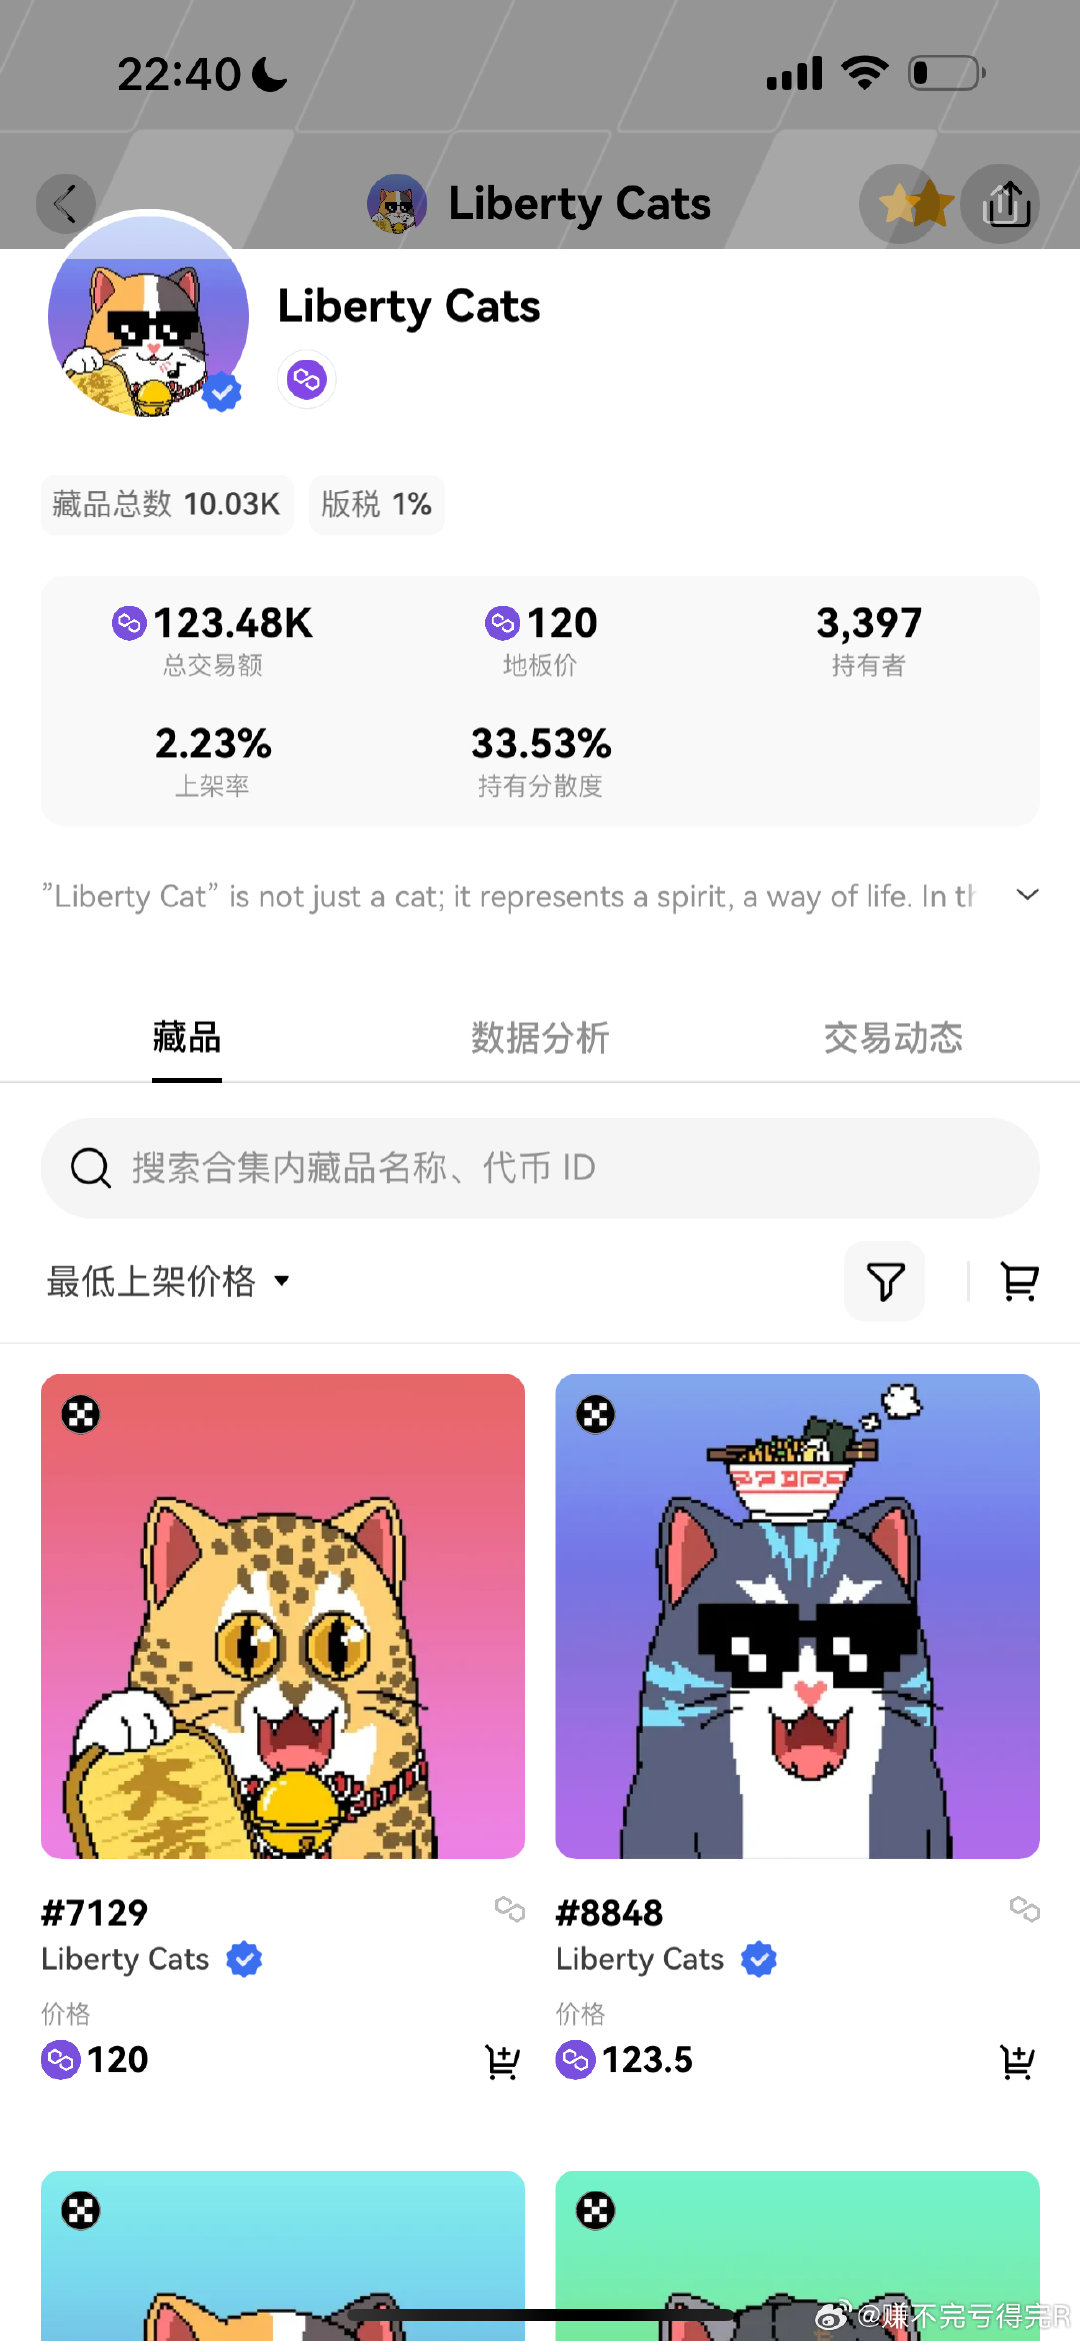 22:40
Liberty Cats
Liberty Cats
藏品总数 10.03K 版税 1%
123.48K 120 3,397
总交易额 地板价 持有者
2.23% 33.53%
上架率 持有分散度
”Liberty Cat” is not just a cat; it represents a spirit, a way of life. In th
藏品 数据分析 交易动态
搜索合集内藏品名称、代币 ID
最低上架价格
大
#7129 #8848
Liberty Cats Liberty Cats
价格 价格
120 123.5
@赚不完亏得完R